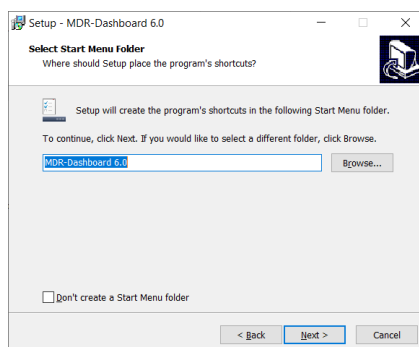 Setup - MDR-Dashboard 6.0
Select Start Menu Folder
Where should Setup place the program's shortcuts?
Setup will create the program's shortcuts in the following Start Menu folder.
To continue, click Next. If you would like to select a different folder, click Browse.
MDR-Dashboard 6.0
Browse...
Don't create a Start Menu folder
< Back
Next >
Cancel